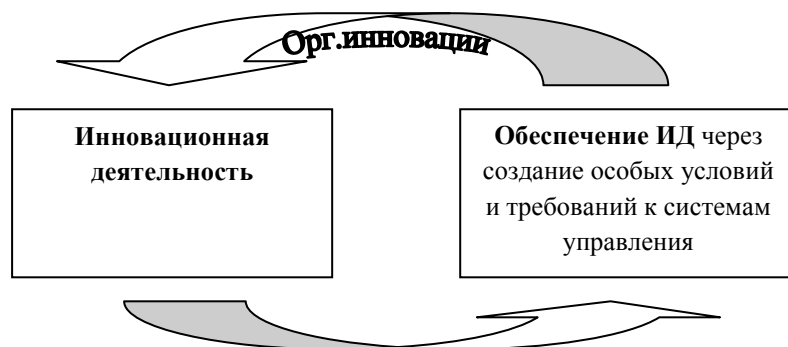 Орг.инновации
Инновационная
деятельность
Обеспечение ИД через
создание особых условий
и требований к системам
управления